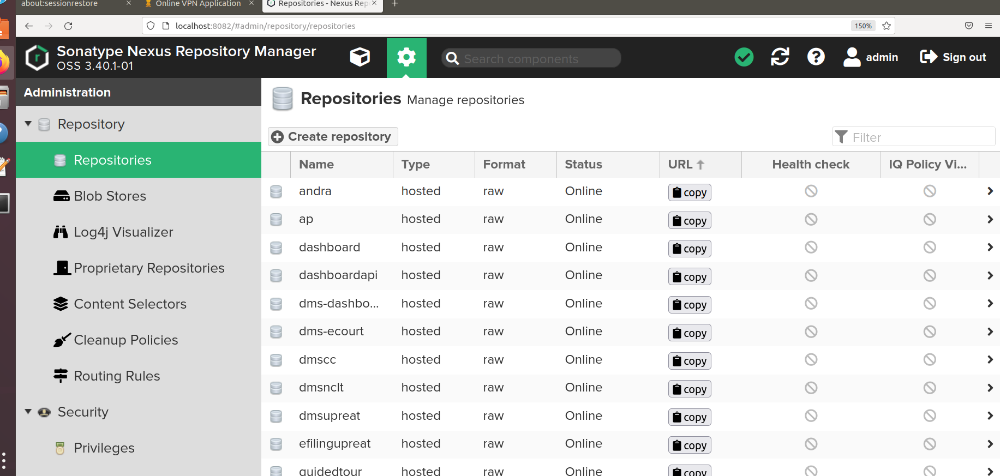 about:sessionrestore × Online VPN Application × Repositories - Nexus Rep × +
localhost:8082/#admin/repository/repositories 150%
Sonatype Nexus Repository Manager
OSS 3.40.1-01
Search components
admin
Sign out
Administration
Repository
Repositories
Blob Stores
Log4j Visualizer
Proprietary Repositories
Content Selectors
Cleanup Policies
Routing Rules
Security
Privileges
Repositories Manage repositories
Create repository
Filter
Name Type Format Status URL Health check IQ Policy Vi...
andra hosted raw Online copy
ap hosted raw Online copy
dashboard hosted raw Online copy
dashboardapi hosted raw Online copy
dms-dashbo... hosted raw Online copy
dms-ecourt hosted raw Online copy
dmscc hosted raw Online copy
dmsnclt hosted raw Online copy
dmsupreat hosted raw Online copy
efilingupreat hosted raw Online copy
guidedtour hosted raw Online copy